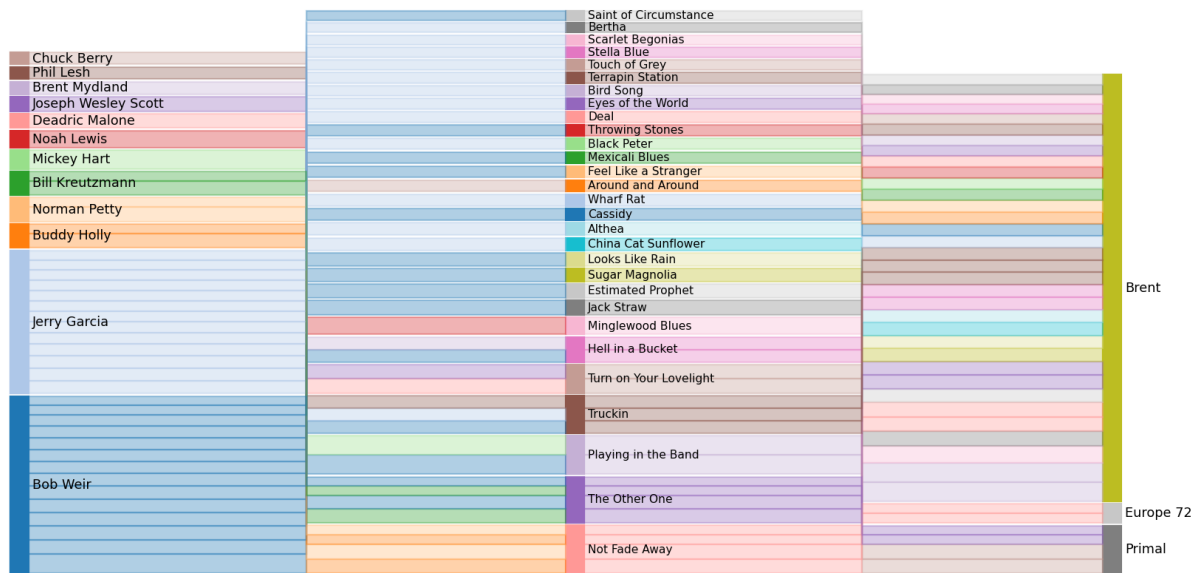 Chuck Berry
Phil Lesh
Brent Mydland
Joseph Wesley Scott
Deadric Malone
Noah Lewis
Mickey Hart
Bill Kreutzmann
Norman Petty
Buddy Holly
Jerry Garcia
Bob Weir
Saint of Circumstance
Bertha
Scarlet Begonias
Stella Blue
Touch of Grey
Terrapin Station
Bird Song
Eyes of the World
Deal
Throwing Stones
Black Peter
Mexicali Blues
Feel Like a Stranger
Around and Around
Wharf Rat
Cassidy
Althea
China Cat Sunflower
Looks Like Rain
Sugar Magnolia
Estimated Prophet
Jack Straw
Minglewood Blues
Hell in a Bucket
Turn on Your Lovelight
Truckin
Playing in the Band
The Other One
Not Fade Away
Brent
Europe 72
Primal